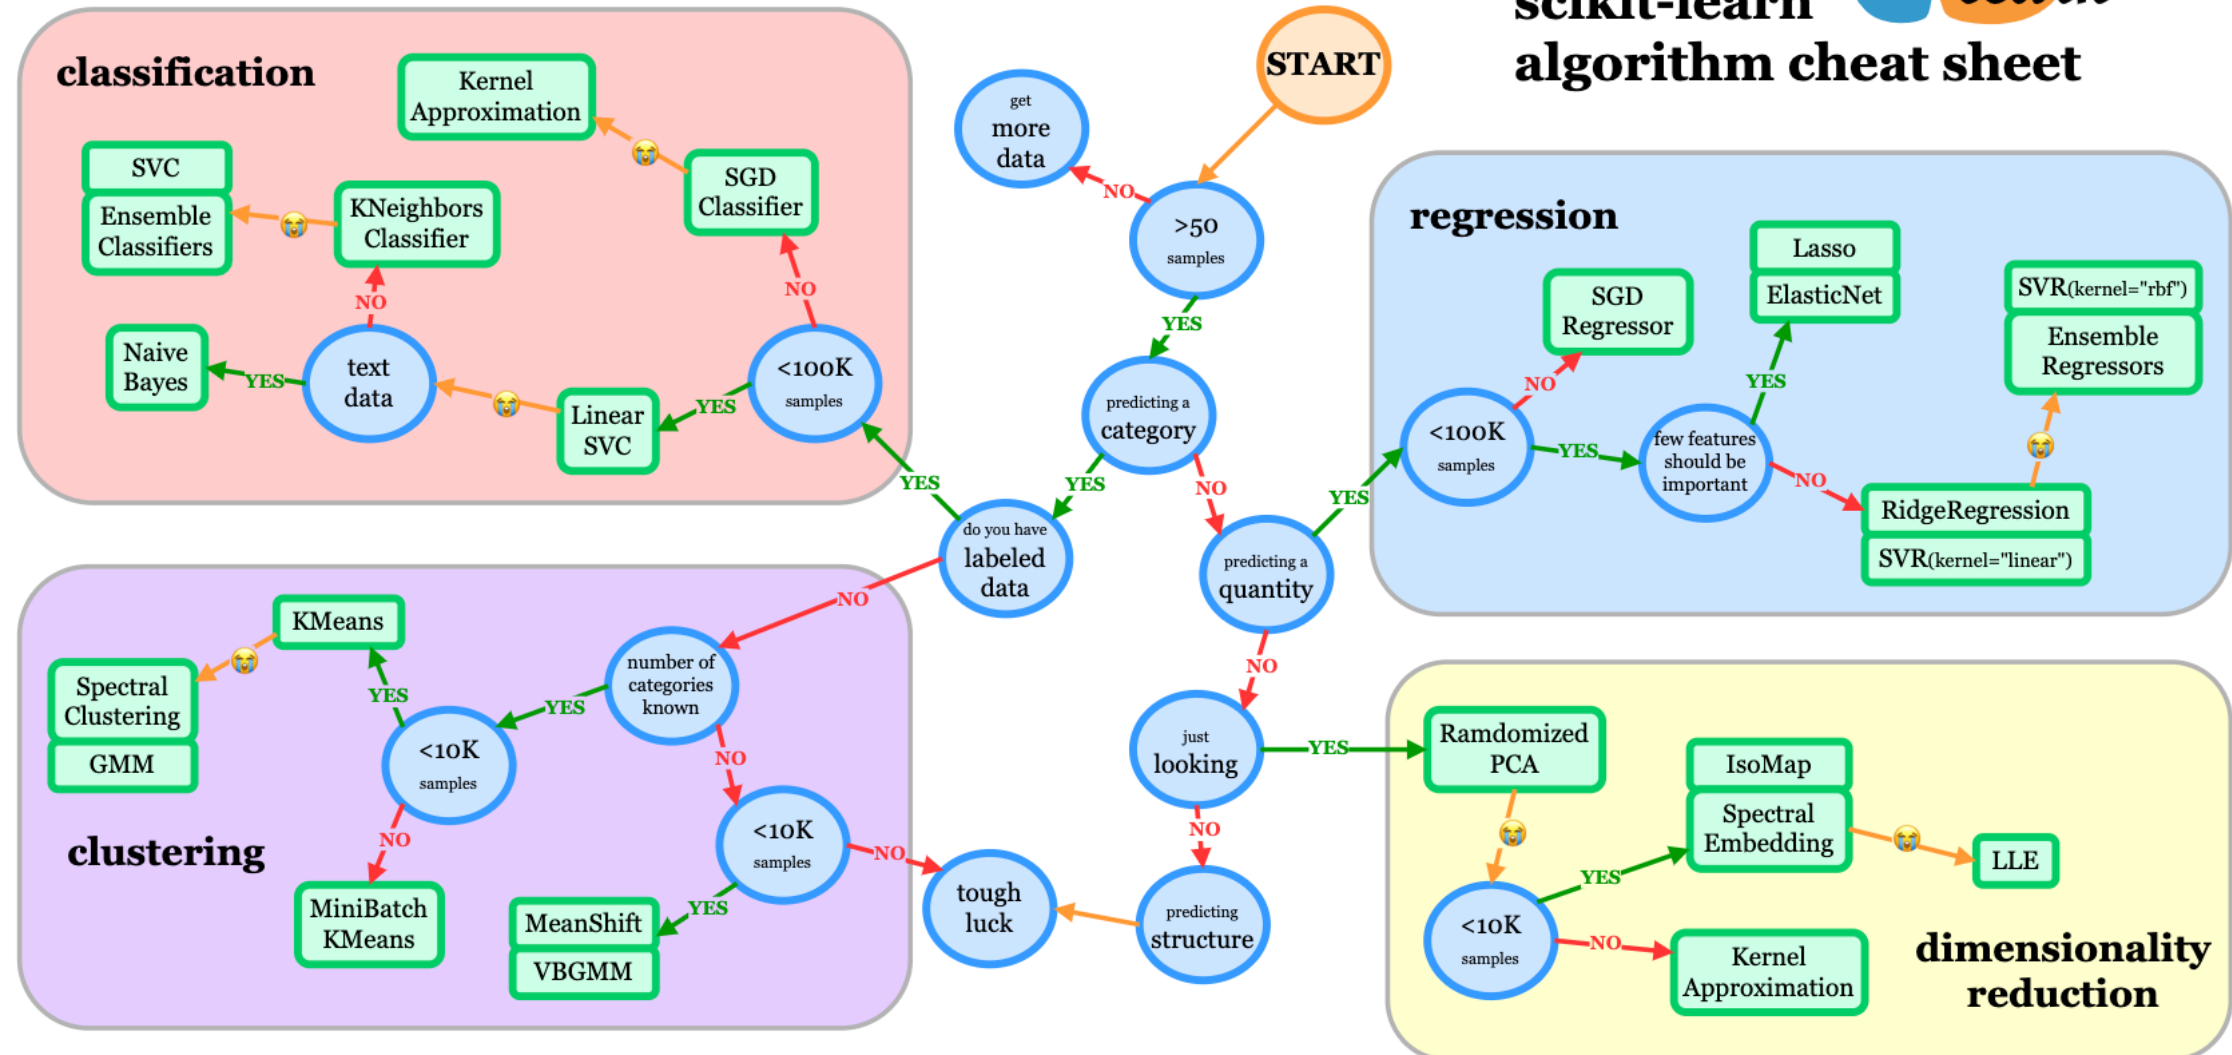 scikit-learn
algorithm cheat sheet
START
get
more
data
NO
>50
samples
YES
predicting a
category
YES
NO
do you have
labeled
data
YES
NO
predicting a
quantity
YES
NO
just
looking
YES
NO
predicting
structure
tough
luck
classification
Kernel
Approximation
SVC
Ensemble
Classifiers
KNeighbors
Classifier
SGD
Classifier
NO
NO
Naive
Bayes
YES
text
data
Linear
SVC
YES
<100K
samples
regression
SGD
Regressor
Lasso
ElasticNet
SVR(kernel="rbf")
Ensemble
Regressors
YES
NO
<100K
samples
YES
few features
should be
important
NO
RidgeRegression
SVR(kernel="linear")
clustering
KMeans
Spectral
Clustering
GMM
YES
<10K
samples
YES
number of
categories
known
NO
NO
MiniBatch
KMeans
<10K
samples
NO
YES
MeanShift
VBGMM
dimensionality
reduction
Ramdomized
PCA
IsoMap
Spectral
Embedding
LLE
YES
<10K
samples
NO
Kernel
Approximation